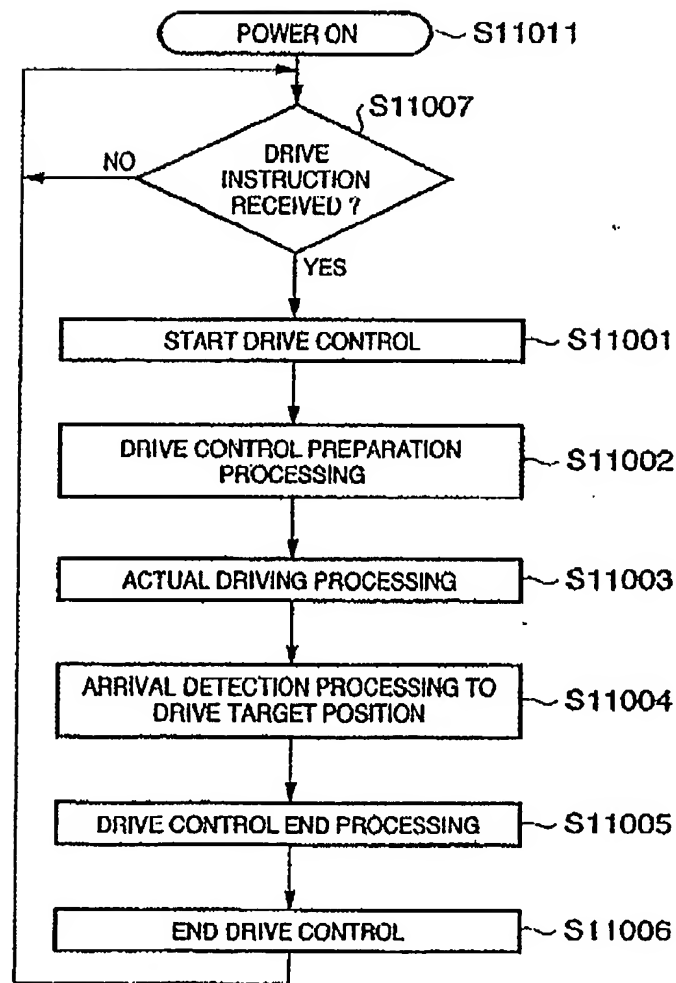 POWER ON S11011
S11007
NO
DRIVE
INSTRUCTION
RECEIVED ?
YES
START DRIVE CONTROL S11001
DRIVE CONTROL PREPARATION
PROCESSING
S11002
ACTUAL DRIVING PROCESSING S11003
ARRIVAL DETECTION PROCESSING TO
DRIVE TARGET POSITION
S11004
DRIVE CONTROL END PROCESSING S11005
END DRIVE CONTROL S11006